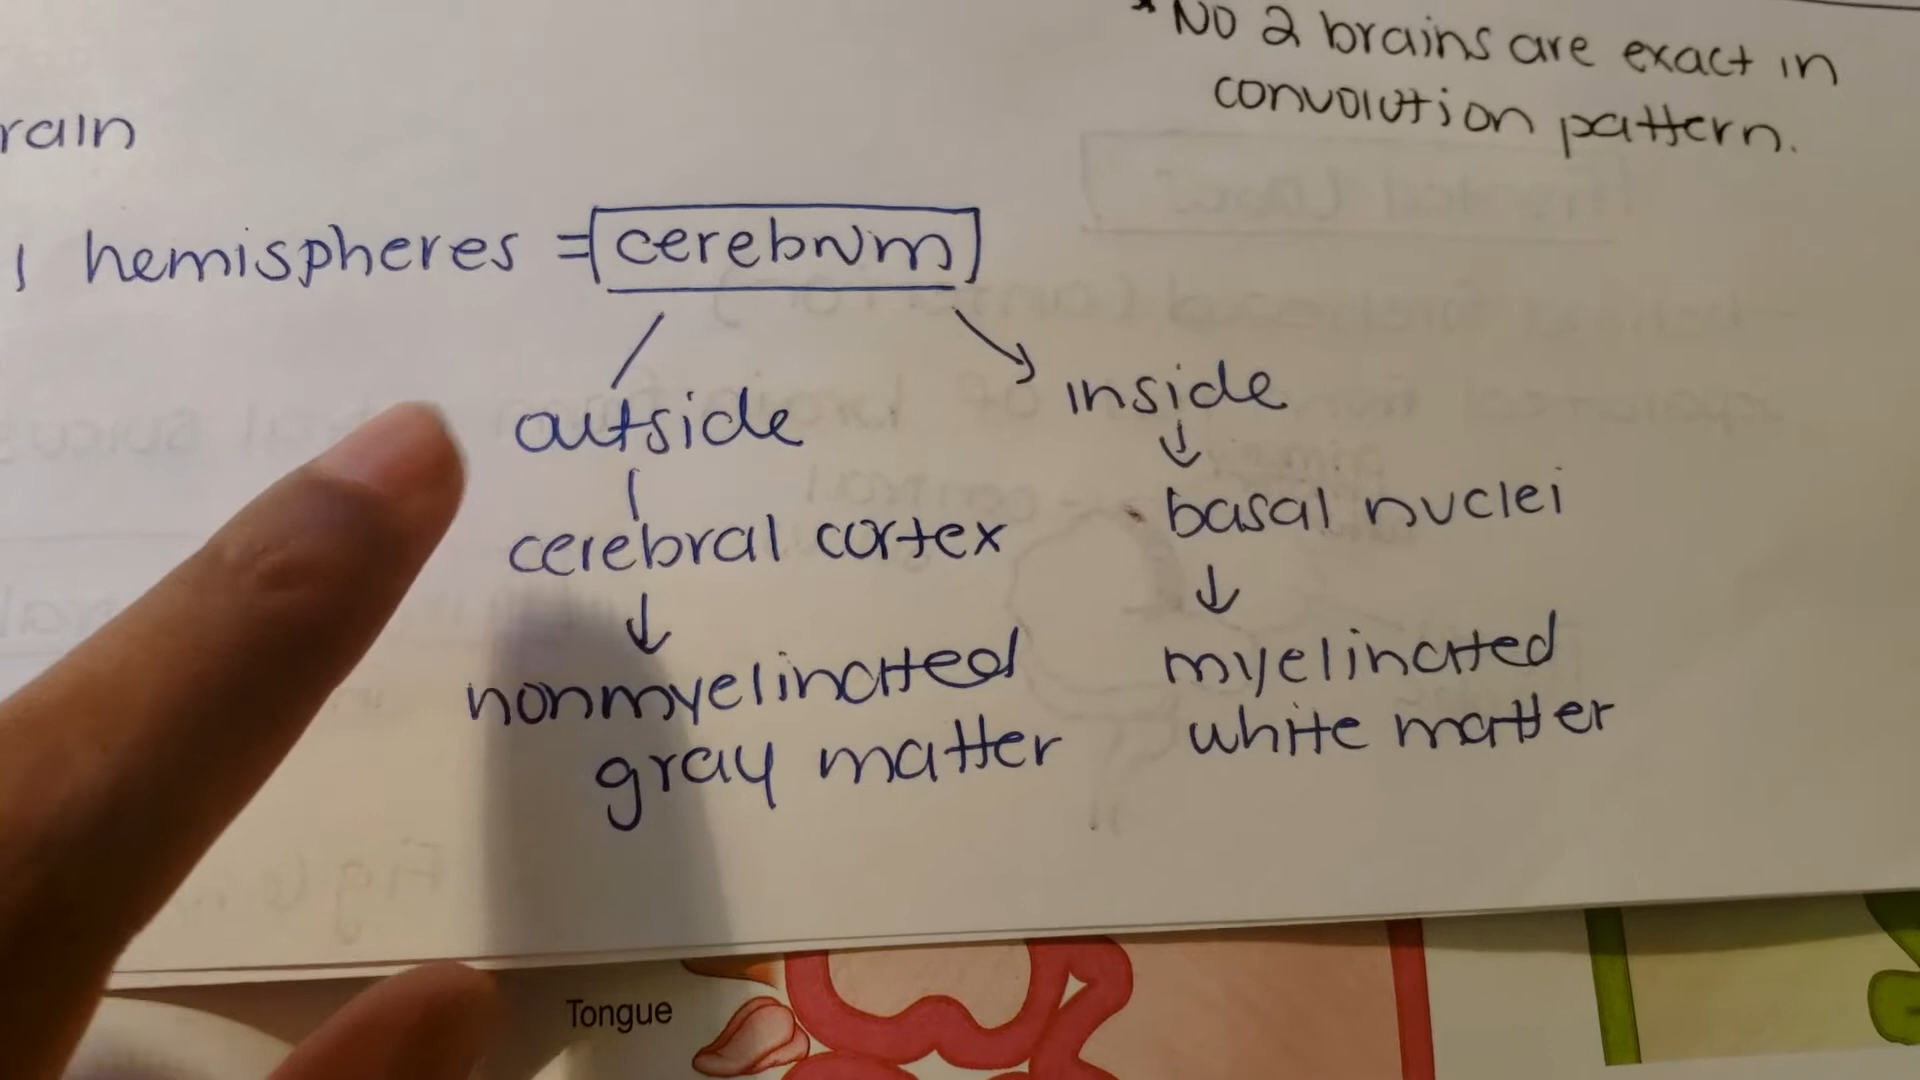 *No 2 brains are exact in
convolution pattern.
rain
l hemispheres = cerebrum
outside
inside
cerebral cortex
basal nuclei
nonmyelinated
gray matter
myelinated
white matter
Tongue